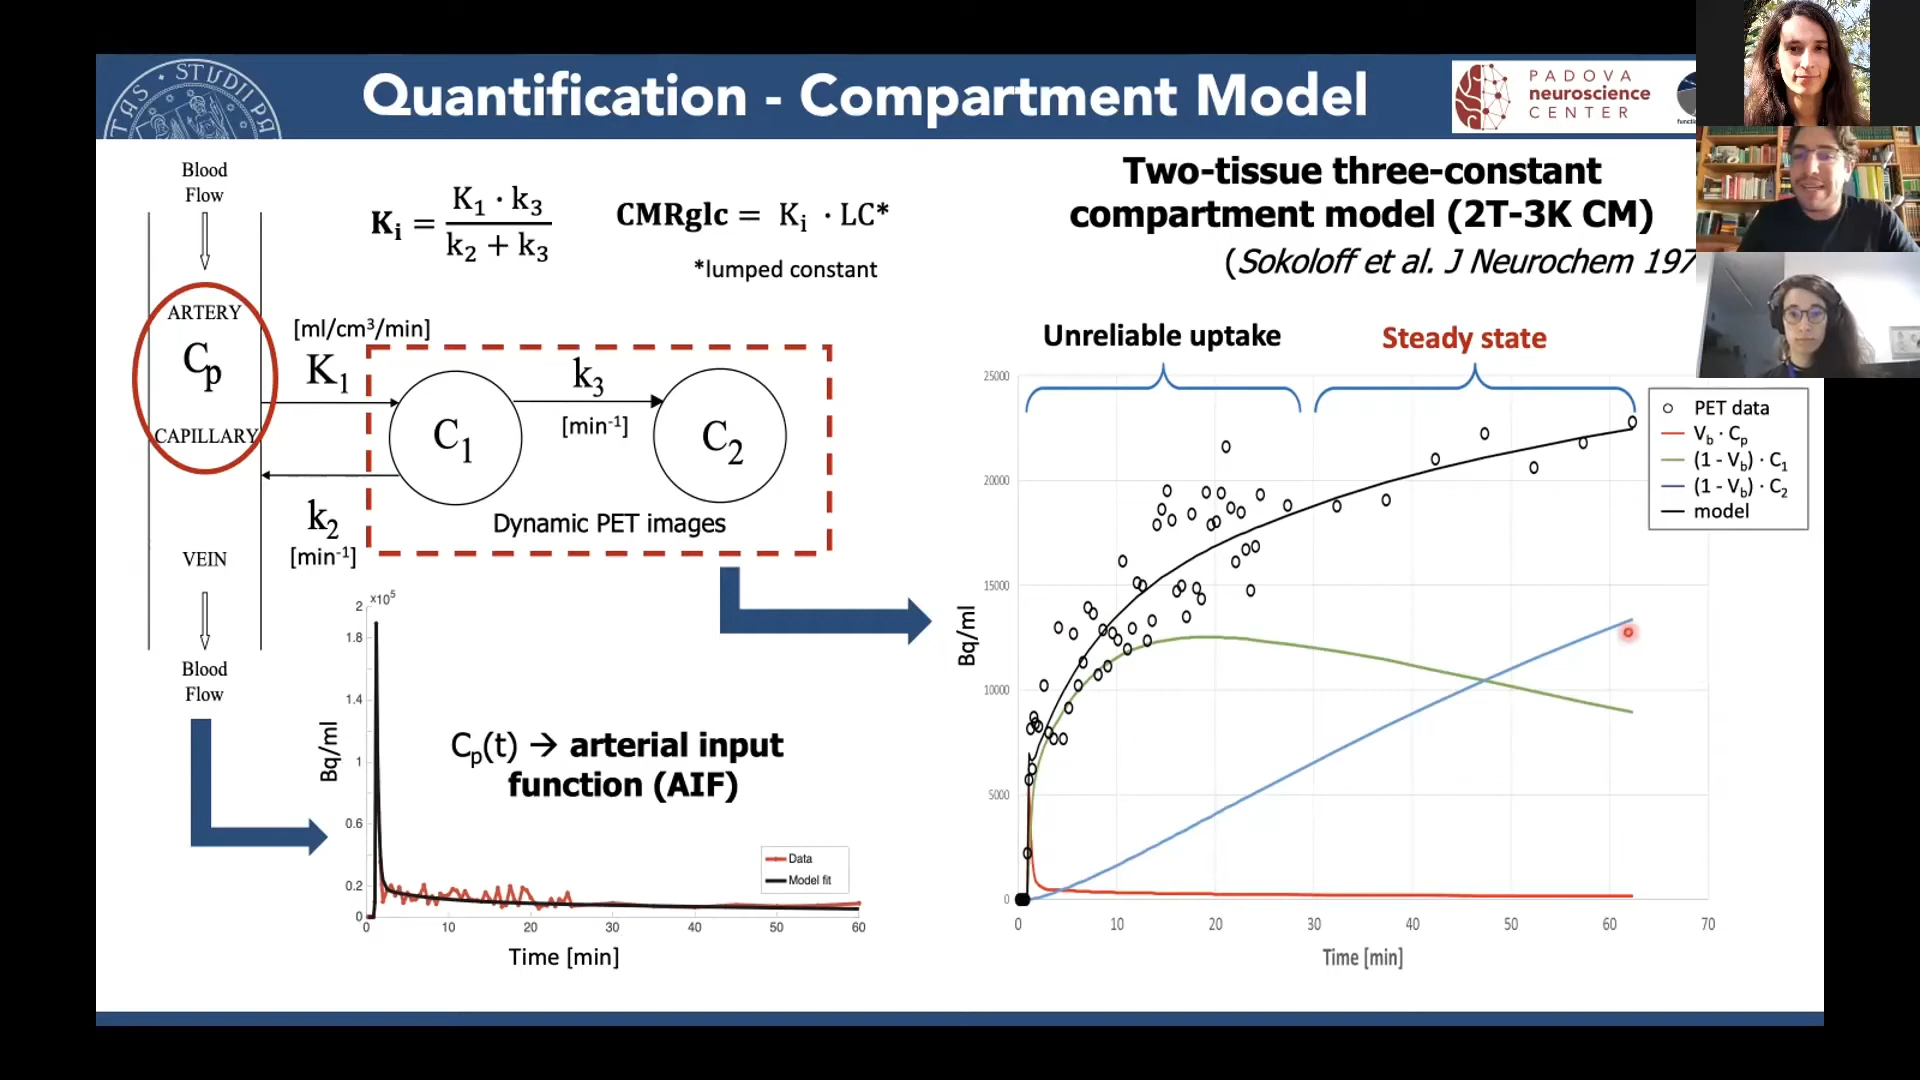 Quantification - Compartment Model
PADOVA
neuroscience
CENTER
Blood
Flow
ARTERY
Cp
CAPILLARY
VEIN
Blood
Flow
Ki = K1 · k3
k2 + k3
CMRglc = Ki · LC*
*lumped constant
[ml/cm³/min]
K1
k3
[min⁻¹]
C1
C2
k2
[min⁻¹]
Dynamic PET images
Two-tissue three-constant
compartment model (2T-3K CM)
(Sokoloff et al. J Neurochem 197
Unreliable uptake
Steady state
PET data
Vb · Cp
(1 - Vb) · C1
(1 - Vb) · C2
model
25000
20000
15000
10000
5000
0
Bq/ml
0 10 20 30 40 50 60 70
Time [min]
Cp(t) → arterial input
function (AIF)
x10⁵
2
1.8
1.4
1
0.6
0.2
0
Bq/ml
Data
Model fit
0 10 20 30 40 50 60
Time [min]